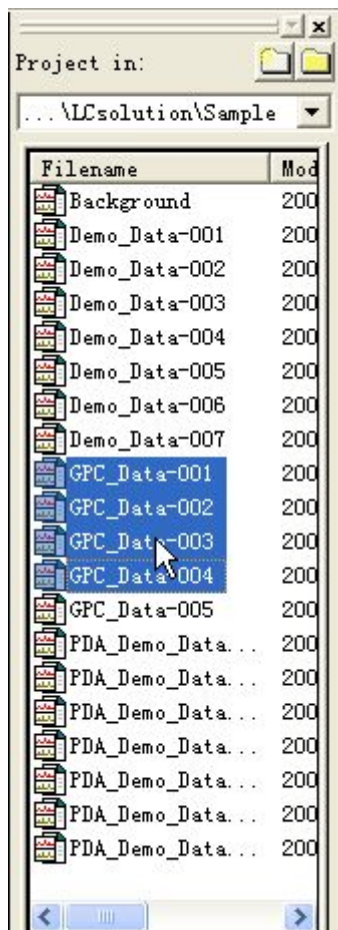 Project in:
...\LCsolution\Sample
Filename Mod
Background 200
Demo_Data-001 200
Demo_Data-002 200
Demo_Data-003 200
Demo_Data-004 200
Demo_Data-005 200
Demo_Data-006 200
Demo_Data-007 200
GPC_Data-001 200
GPC_Data-002 200
GPC_Data-003 200
GPC_Data-004 200
GPC_Data-005 200
PDA_Demo_Data... 200
PDA_Demo_Data... 200
PDA_Demo_Data... 200
PDA_Demo_Data... 200
PDA_Demo_Data... 200
PDA_Demo_Data... 200
PDA_Demo_Data... 200